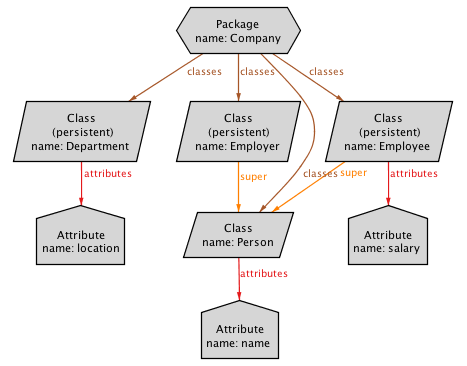 Package
name: Company
classes
classes
classes
Class
(persistent)
name: Department
Class
(persistent)
name: Employer
Class
(persistent)
name: Employee
attributes
super
classes
super
attributes
Attribute
name: location
Class
name: Person
Attribute
name: salary
attributes
Attribute
name: name